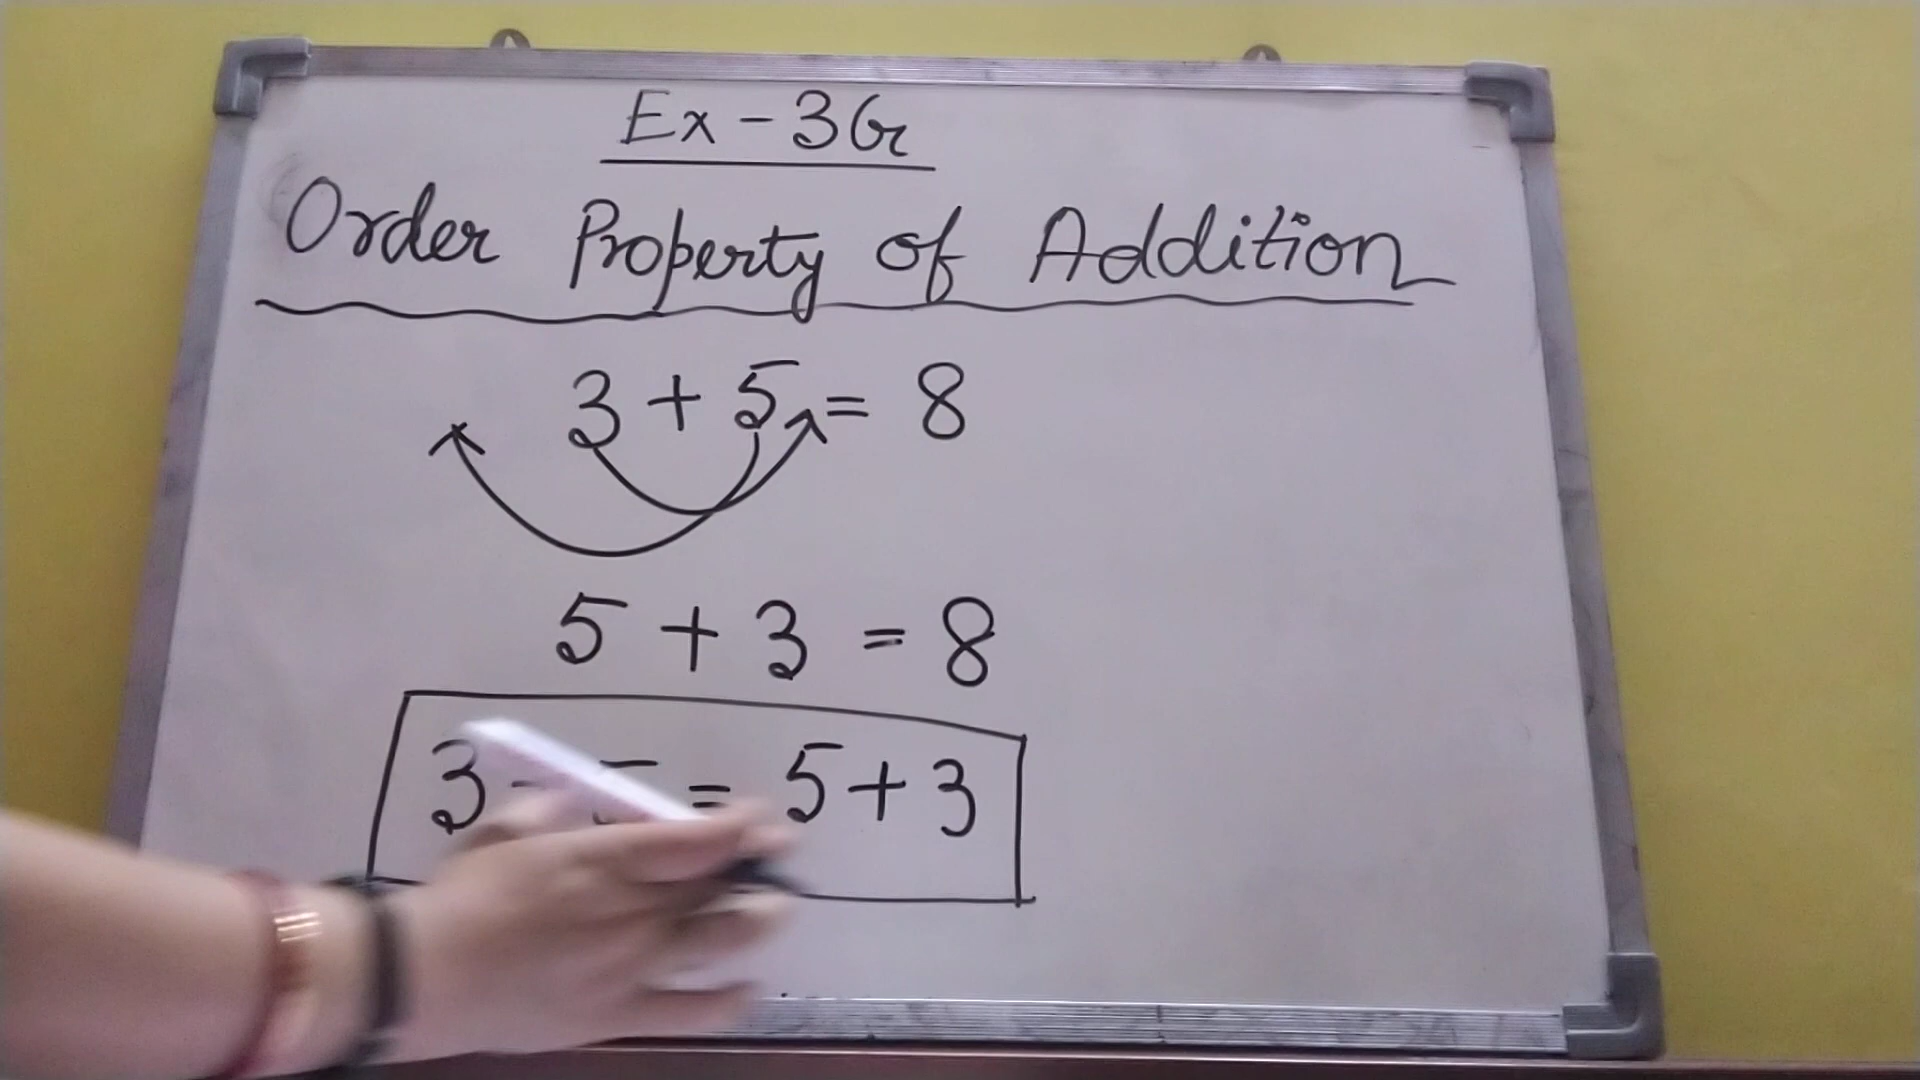 Ex - 3G
Order Property of Addition
3 + 5 = 8
5 + 3 = 8
3 = 5 + 3